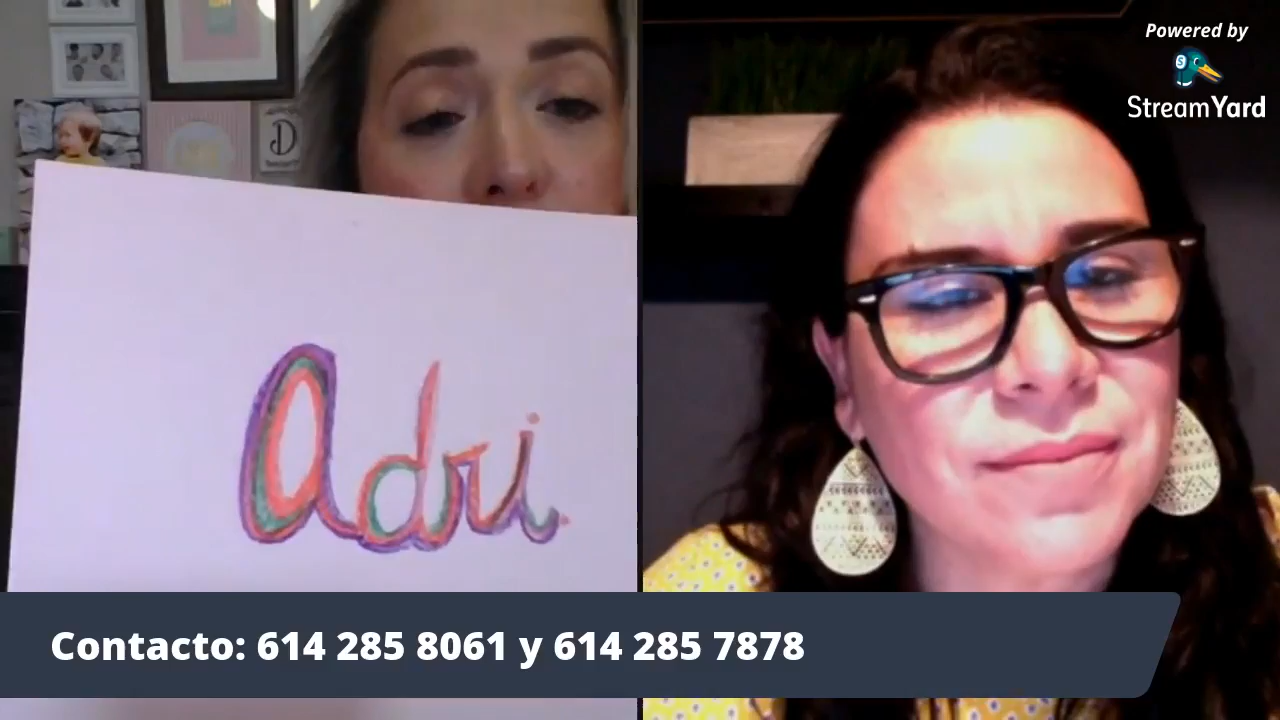 Powered by
StreamYard
D
Adri.
Contacto: 614 285 8061 y 614 285 7878